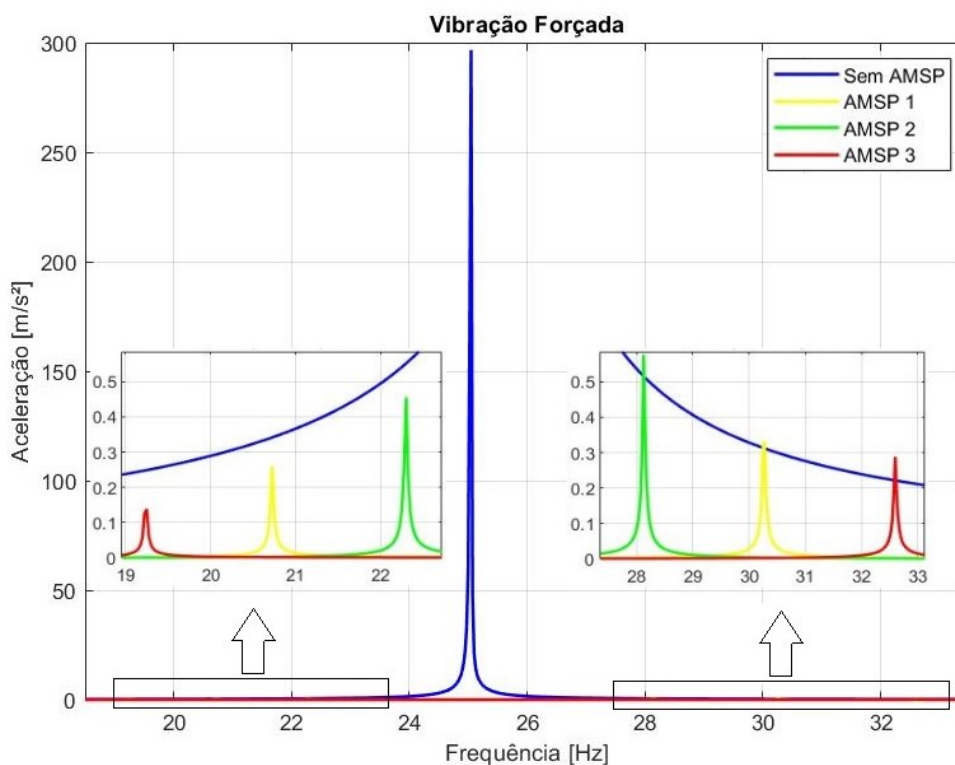 Vibração Forçada
300
250
200
150
100
50
0
Aceleração [m/s²]
Sem AMSP
AMSP 1
AMSP 2
AMSP 3
0.5
0.4
0.3
0.2
0.1
0
19 20 21 22
0.5
0.4
0.3
0.2
0.1
0
28 29 30 31 32 33
20 22 24 26 28 30 32
Frequência [Hz]